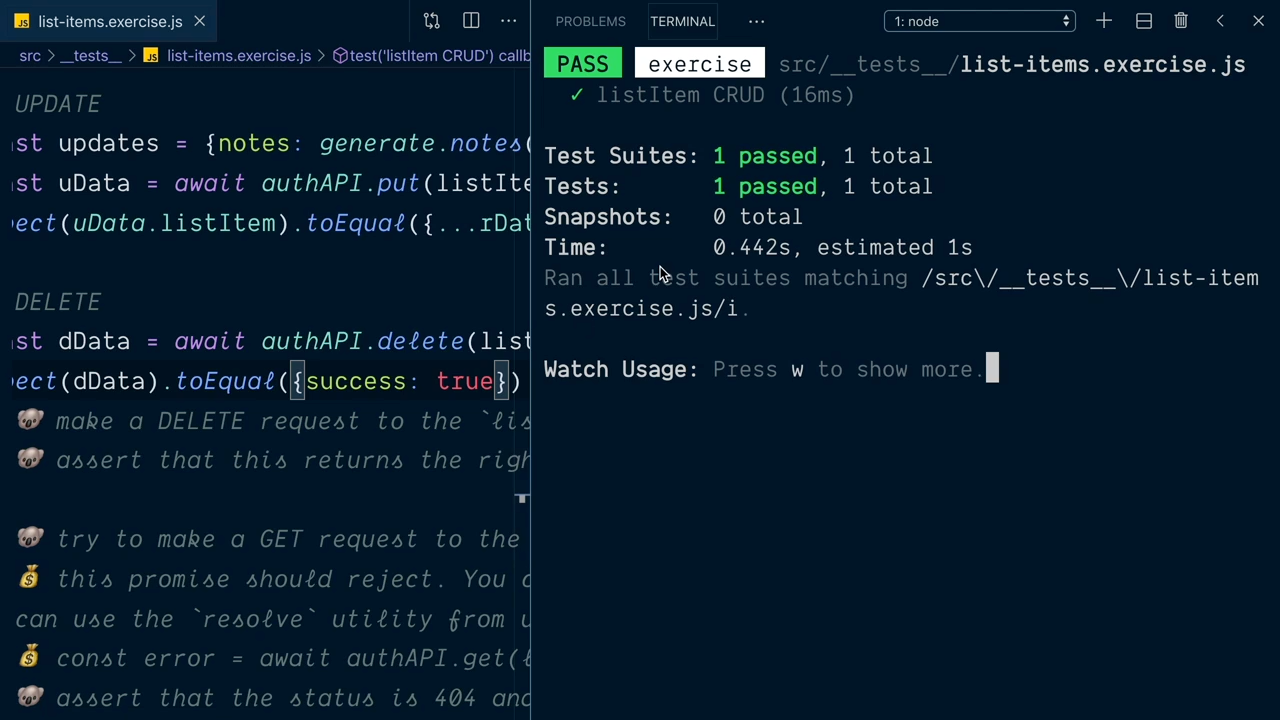 list-items.exercise.js
src > __tests__ > list-items.exercise.js > test('listItem CRUD') callb
UPDATE
nst updates = {notes: generate.notes(
nst uData = await authAPI.put(listIte
pect(uData.listItem).toEqual({...rDat
DELETE
nst dData = await authAPI.delete(list
pect(dData).toEqual({success: true})
🐨 make a DELETE request to the `lis
🐨 assert that this returns the righ
🐨 try to make a GET request to the
💰 this promise should reject. You c
can use the `resolve` utility from u
💰 const error = await authAPI.get(l
🐨 assert that the status is 404 and
PROBLEMS TERMINAL ··· 1: node
PASS exercise src/__tests__/list-items.exercise.js
✓ listItem CRUD (16ms)
Test Suites: 1 passed, 1 total
Tests: 1 passed, 1 total
Snapshots: 0 total
Time: 0.442s, estimated 1s
Ran all test suites matching /src\/__tests__\/list-item
s.exercise.js/i.
Watch Usage: Press w to show more.